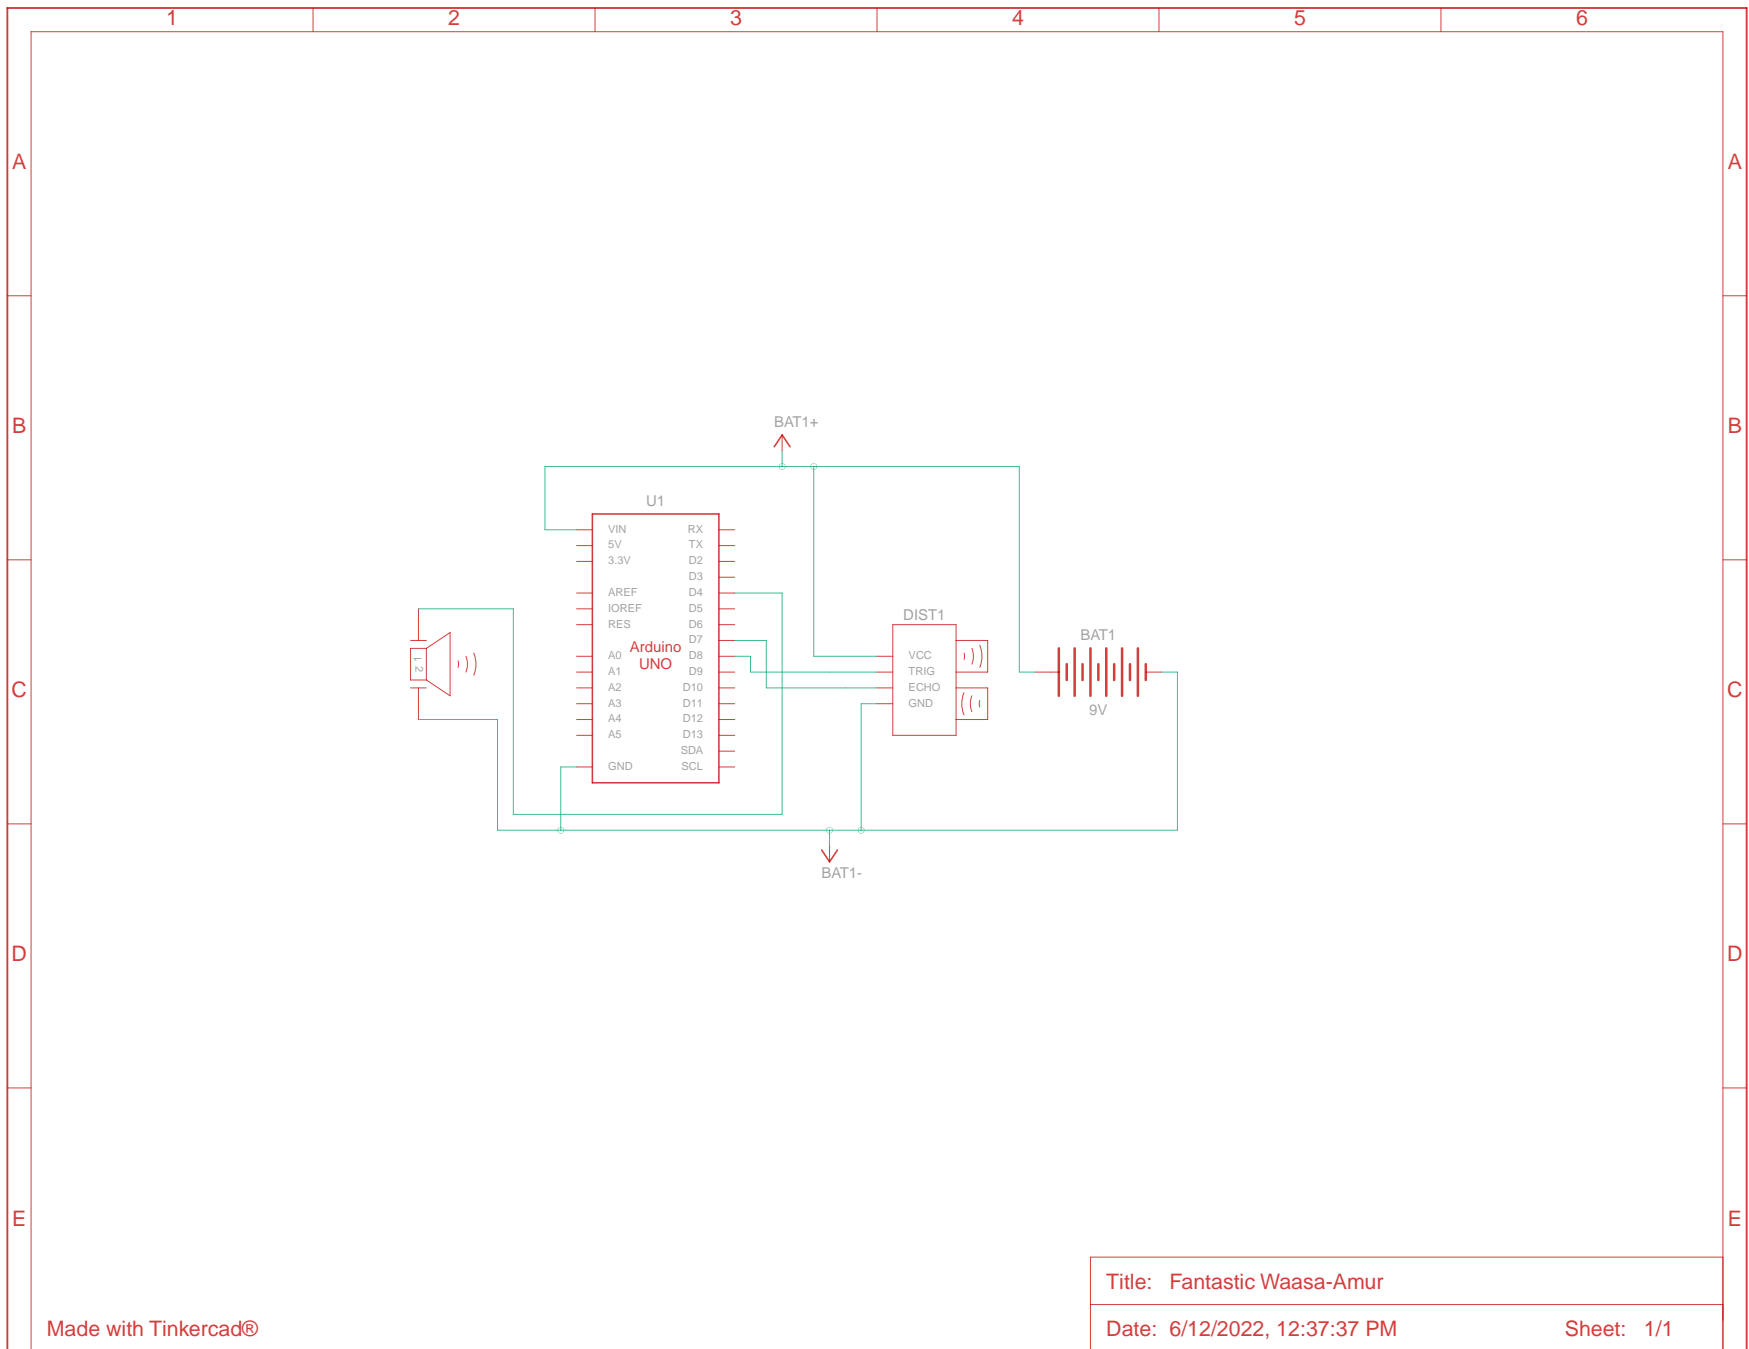 1 2 3 4 5 6
A A
B B
BAT1+
U1
VIN RX
5V TX
3.3V D2
D3
AREF D4
IOREF D5
RES D6
D7
Arduino
UNO
A0 D8
A1 D9
A2 D10
A3 D11
A4 D12
A5 D13
SDA
GND SCL
DIST1
VCC
TRIG
ECHO
GND
BAT1
9V
1 2
C C
BAT1-
D D
E E
Title: Fantastic Waasa-Amur
Made with Tinkercad®
Date: 6/12/2022, 12:37:37 PM Sheet: 1/1